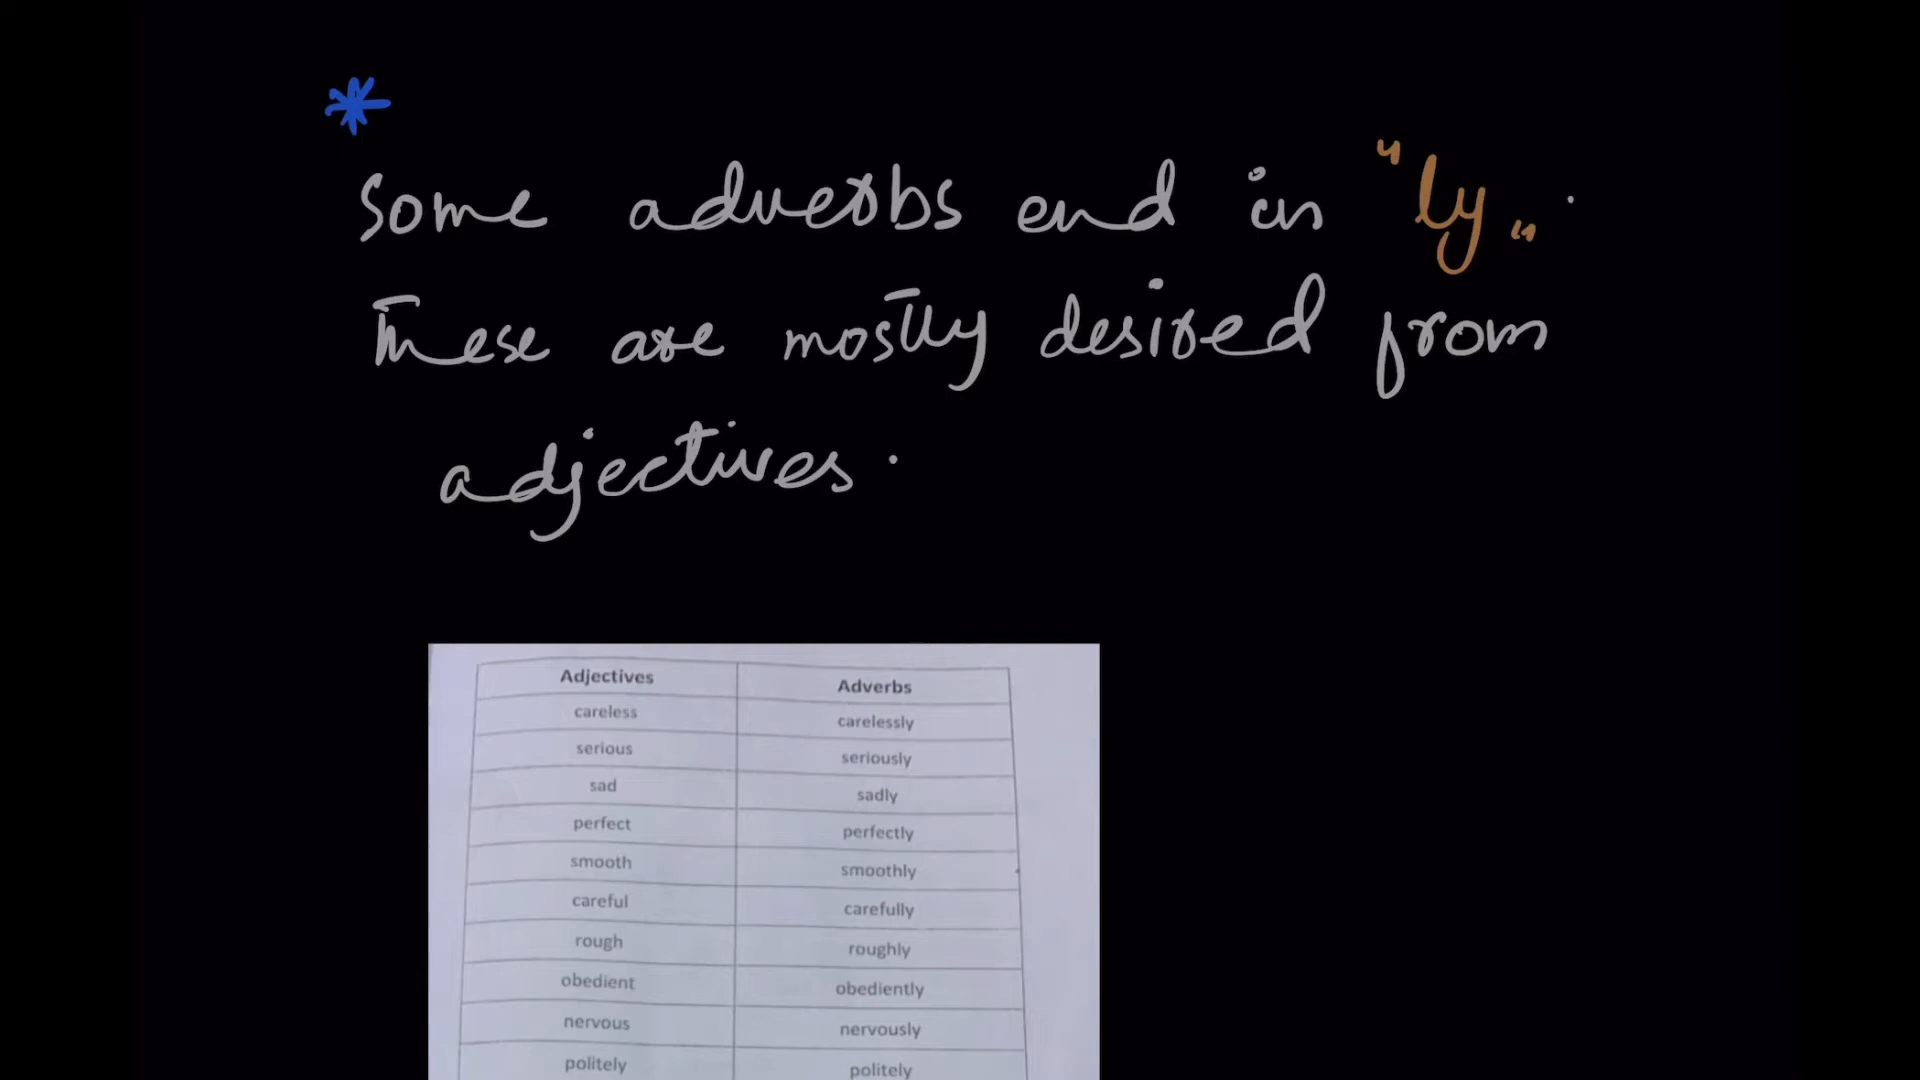 *
Some adverbs end in "ly„.
These are mostly desired from
adjectives.
Adjectives Adverbs
careless carelessly
serious seriously
sad sadly
perfect perfectly
smooth smoothly
careful carefully
rough roughly
obedient obediently
nervous nervously
politely politely